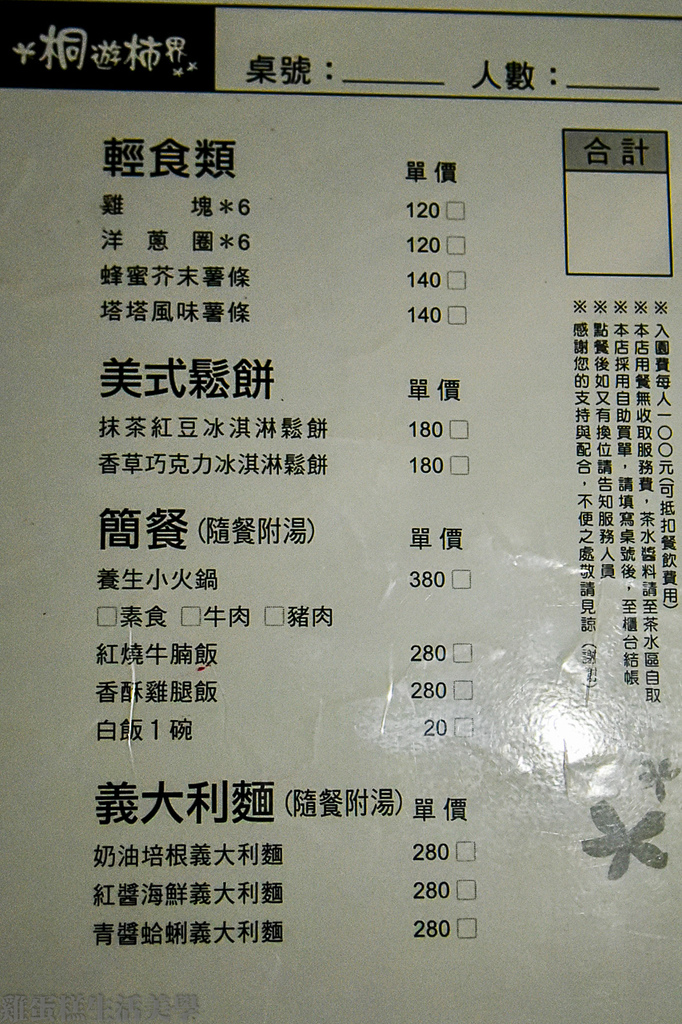 桐遊柿界
桌號：______ 人數：______
合計
輕食類 單價
雞塊*6 120□
洋蔥圈*6 120□
蜂蜜芥末薯條 140□
塔塔風味薯條 140□
美式鬆餅 單價
抹茶紅豆冰淇淋鬆餅 180□
香草巧克力冰淇淋鬆餅 180□
簡餐(隨餐附湯) 單價
養生小火鍋 380□
□素食 □牛肉 □豬肉
紅燒牛腩飯 280□
香酥雞腿飯 280□
白飯1碗 20□
義大利麵(隨餐附湯) 單價
奶油培根義大利麵 280□
紅醬海鮮義大利麵 280□
青醬蛤蜊義大利麵 280□
※入園費每人一〇〇元(可抵扣餐飲費用)
※本店用餐無收取服務費，茶水醬料請至茶水區自取
※本店採用自助買單，請填寫桌號後，至櫃台結帳
※點餐後如又有換位請告知服務人員
※感謝您的支持與配合，不便之處敬請見諒(謝謝)
雞蛋糕生活美學